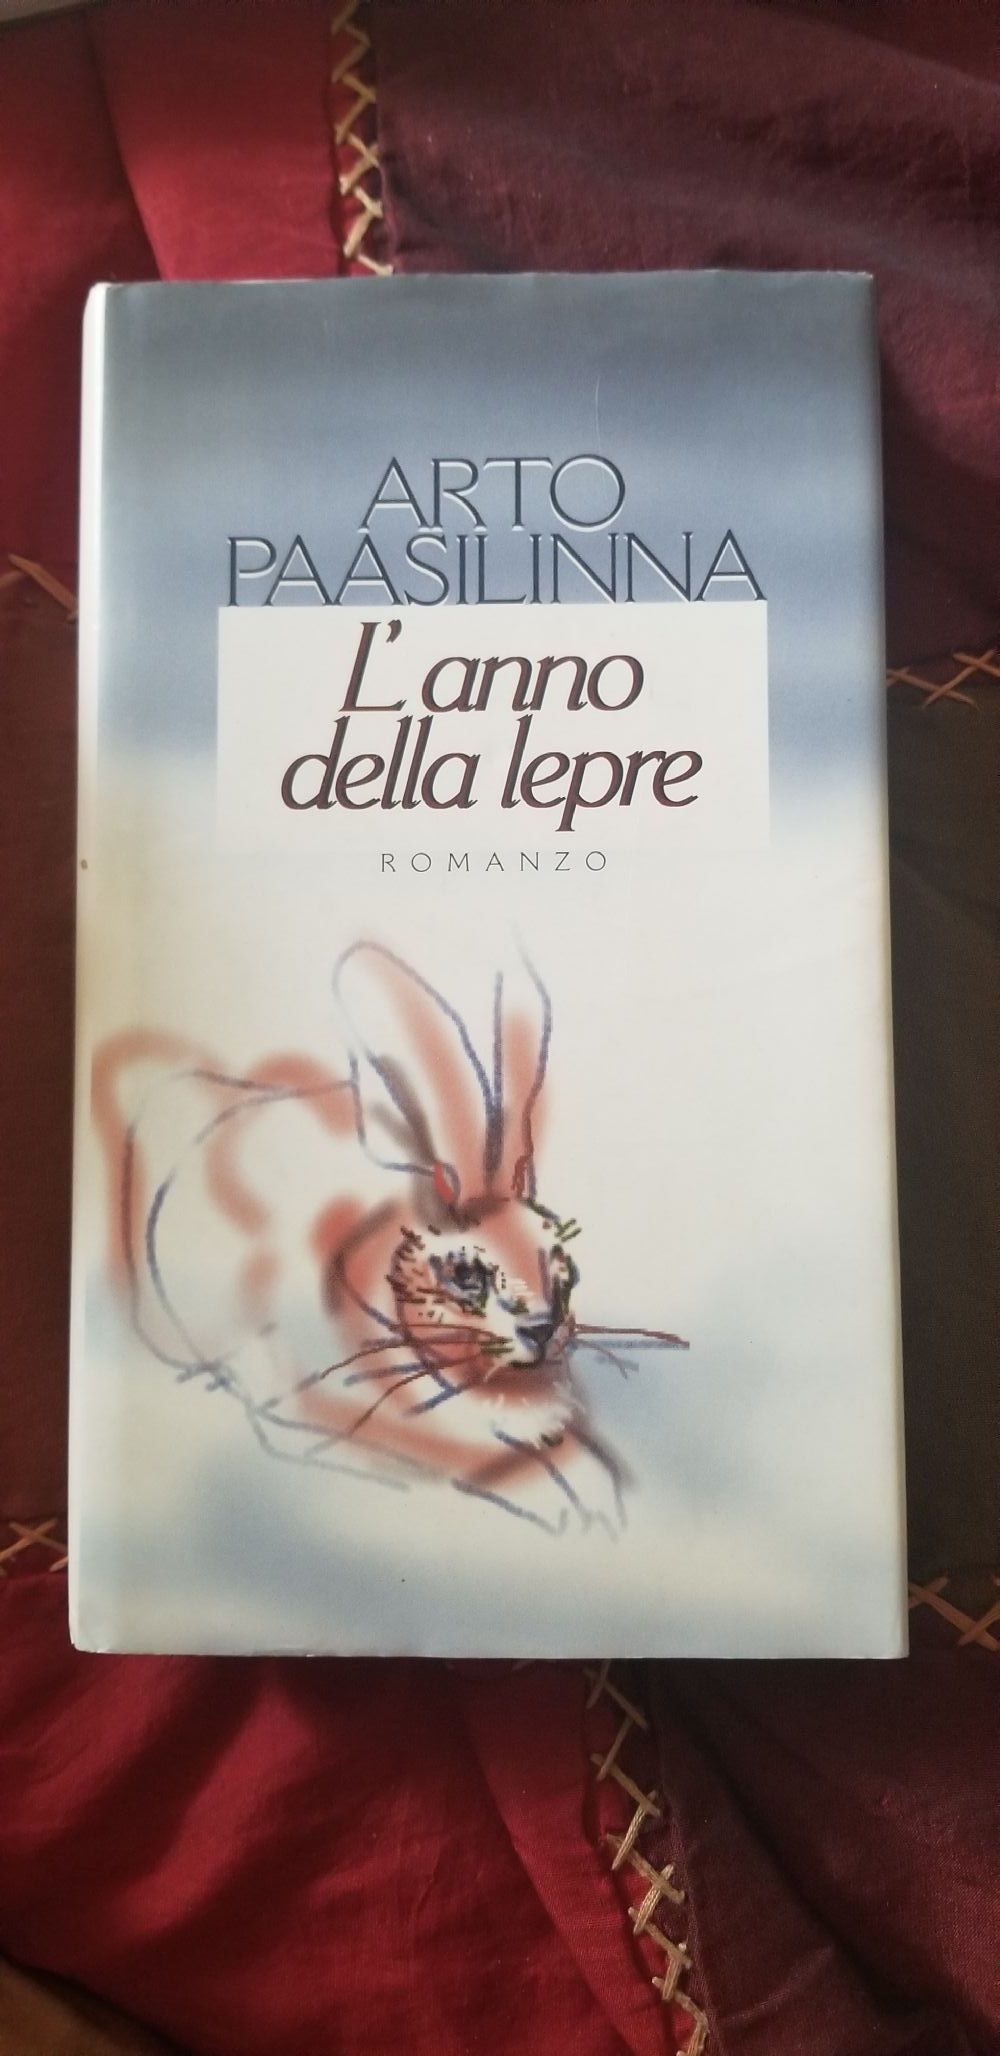 ARTO
PAASILINNA
L'anno
della lepre
ROMANZO